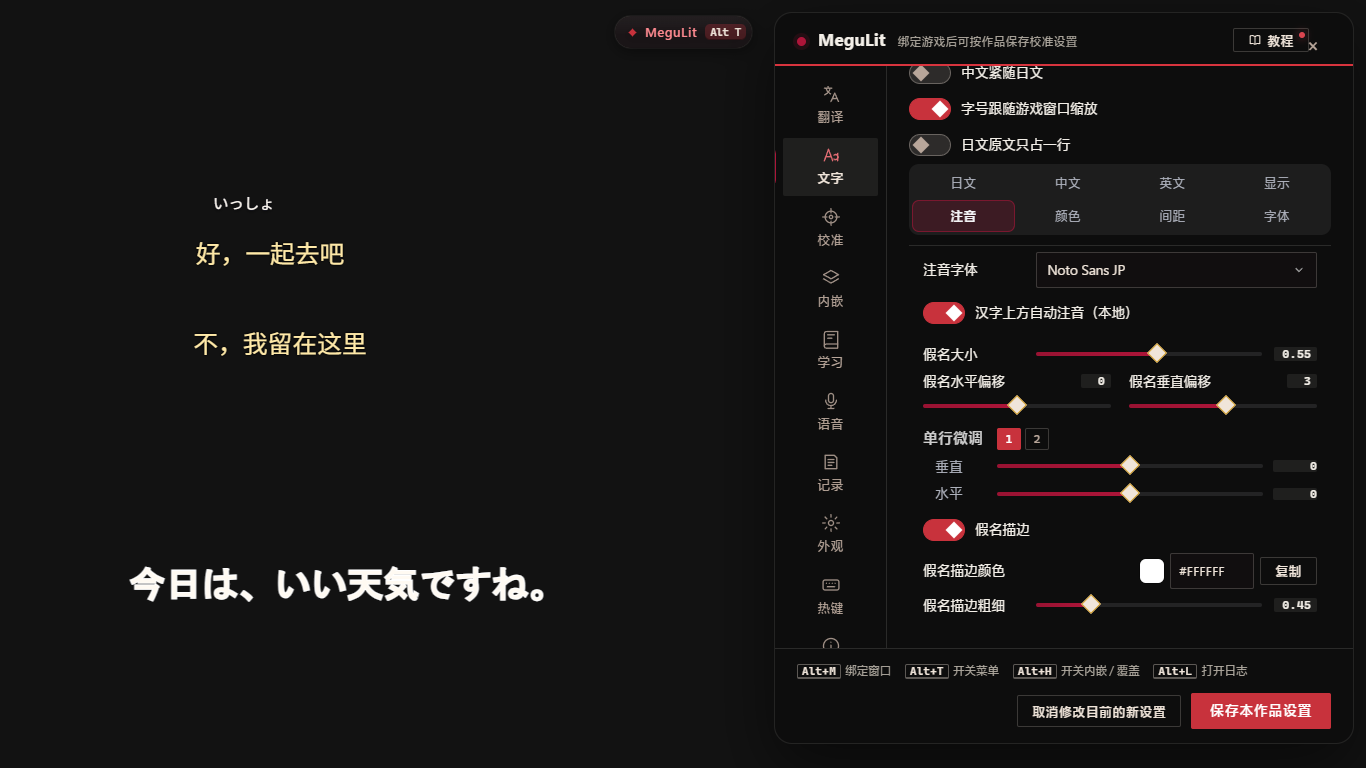 MeguLit Alt T
いっしょ
好，一起去吧
不，我留在这里
今日は、いい天気ですね。
MeguLit 绑定游戏后可按作品保存校准设置 教程 ×
翻译
文字
校准
内嵌
学习
语音
记录
外观
热键
中文紧随日文
字号跟随游戏窗口缩放
日文原文只占一行
日文 中文 英文 显示
注音 颜色 间距 字体
注音字体 Noto Sans JP
汉字上方自动注音（本地）
假名大小 0.55
假名水平偏移 0 假名垂直偏移 3
单行微调 1 2
垂直 0
水平 0
假名描边
假名描边颜色 #FFFFFF 复制
假名描边粗细 0.45
Alt+M 绑定窗口 Alt+T 开关菜单 Alt+H 开关内嵌 / 覆盖 Alt+L 打开日志
取消修改目前的新设置 保存本作品设置